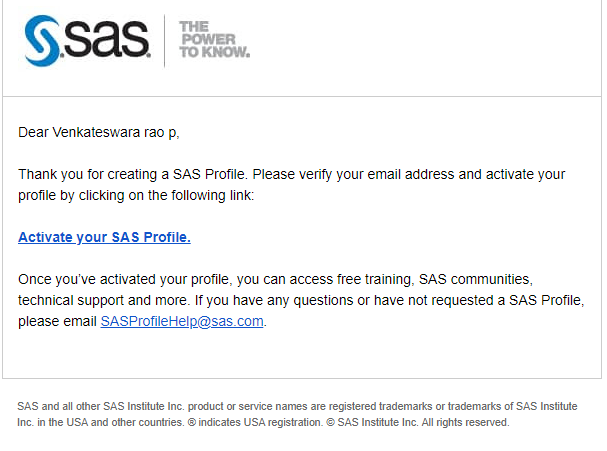 sas
THE
POWER
TO KNOW.
Dear Venkateswara rao p,
Thank you for creating a SAS Profile. Please verify your email address and activate your
profile by clicking on the following link:
Activate your SAS Profile.
Once you've activated your profile, you can access free training, SAS communities,
technical support and more. If you have any questions or have not requested a SAS Profile,
please email SASProfileHelp@sas.com.
SAS and all other SAS Institute Inc. product or service names are registered trademarks or trademarks of SAS Institute
Inc. in the USA and other countries. ® indicates USA registration. © SAS Institute Inc. All rights reserved.